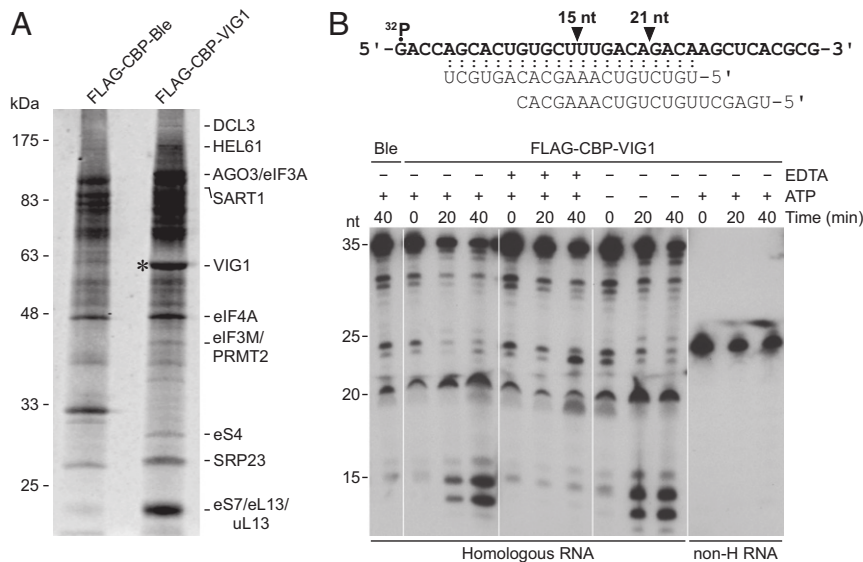 A
FLAG-CBP-Ble
FLAG-CBP-VIG1
kDa
175
83
63
48
33
25
DCL3
HEL61
AGO3/eIF3A
SART1
*
VIG1
eIF4A
eIF3M/
PRMT2
eS4
SRP23
eS7/eL13/
uL13
B
32P
15 nt 21 nt
5'-GACCAGCACTGTGCTUUTGACAGACAAGCTCACGCG-3'
UCGUGACACGAAACUGUCUGU-5'
CACGAAACUGUCUGUUCGAGU-5'
Ble FLAG-CBP-VIG1
- - - - + + + - - - - - - EDTA
+ + + + + + + - - - + + + ATP
nt 40 0 20 40 0 20 40 0 20 40 0 20 40 Time (min)
35
25
20
15
Homologous RNA non-H RNA